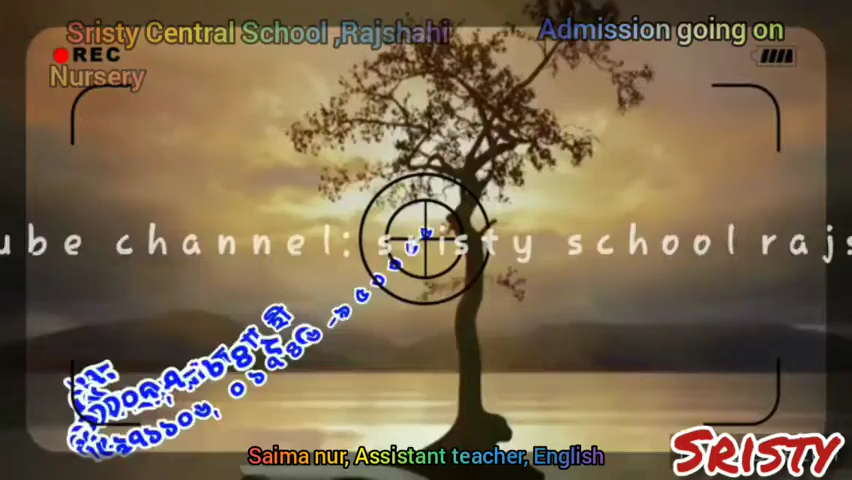 Sristy Central School ,Rajshahi
Admission going on
REC
Nursery
ube channel: sristy school rajs
Saima nur, Assistant teacher, English
SRISTY